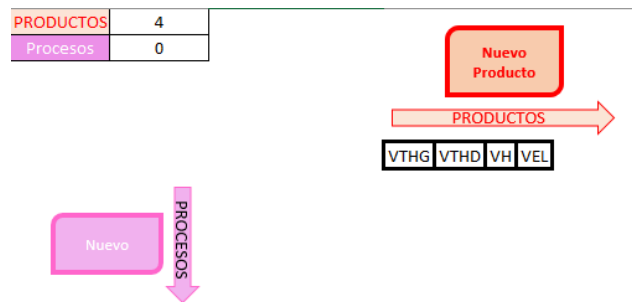 PRODUCTOS 4
Procesos 0
Nuevo
Producto
PRODUCTOS
VTHG VTHD VH VEL
PROCESOS
Nuevo